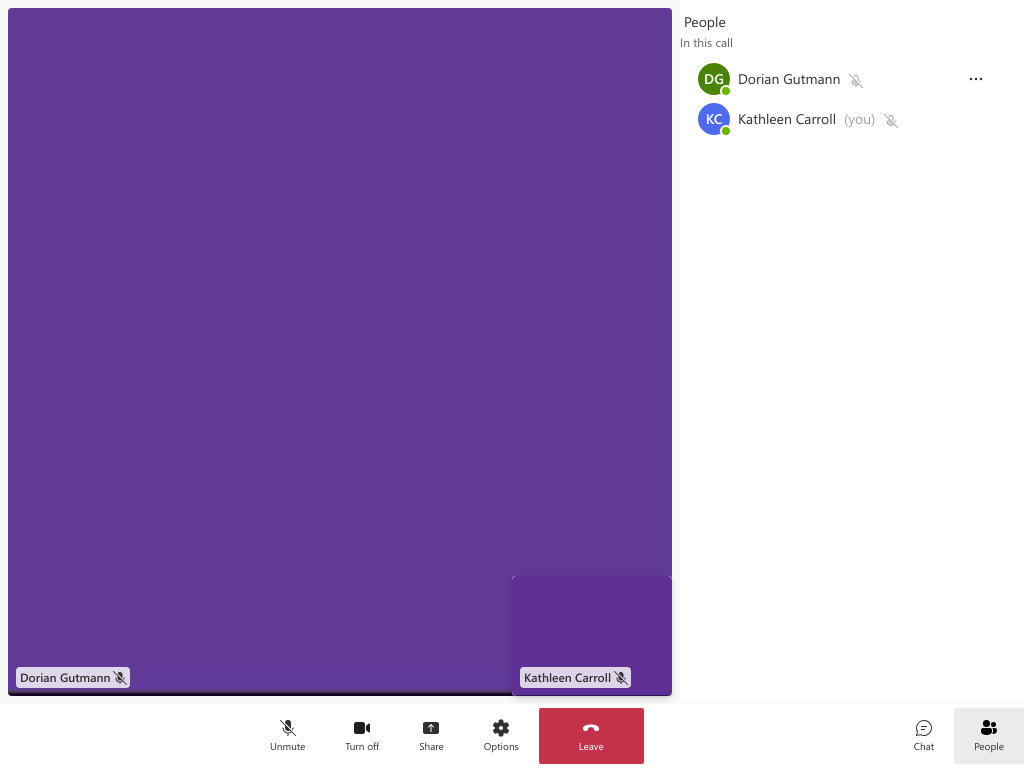 People
In this call
DG Dorian Gutmann
KC Kathleen Carroll (you)
Dorian Gutmann
Kathleen Carroll
Unmute
Turn off
Share
Options
Leave
Chat
People